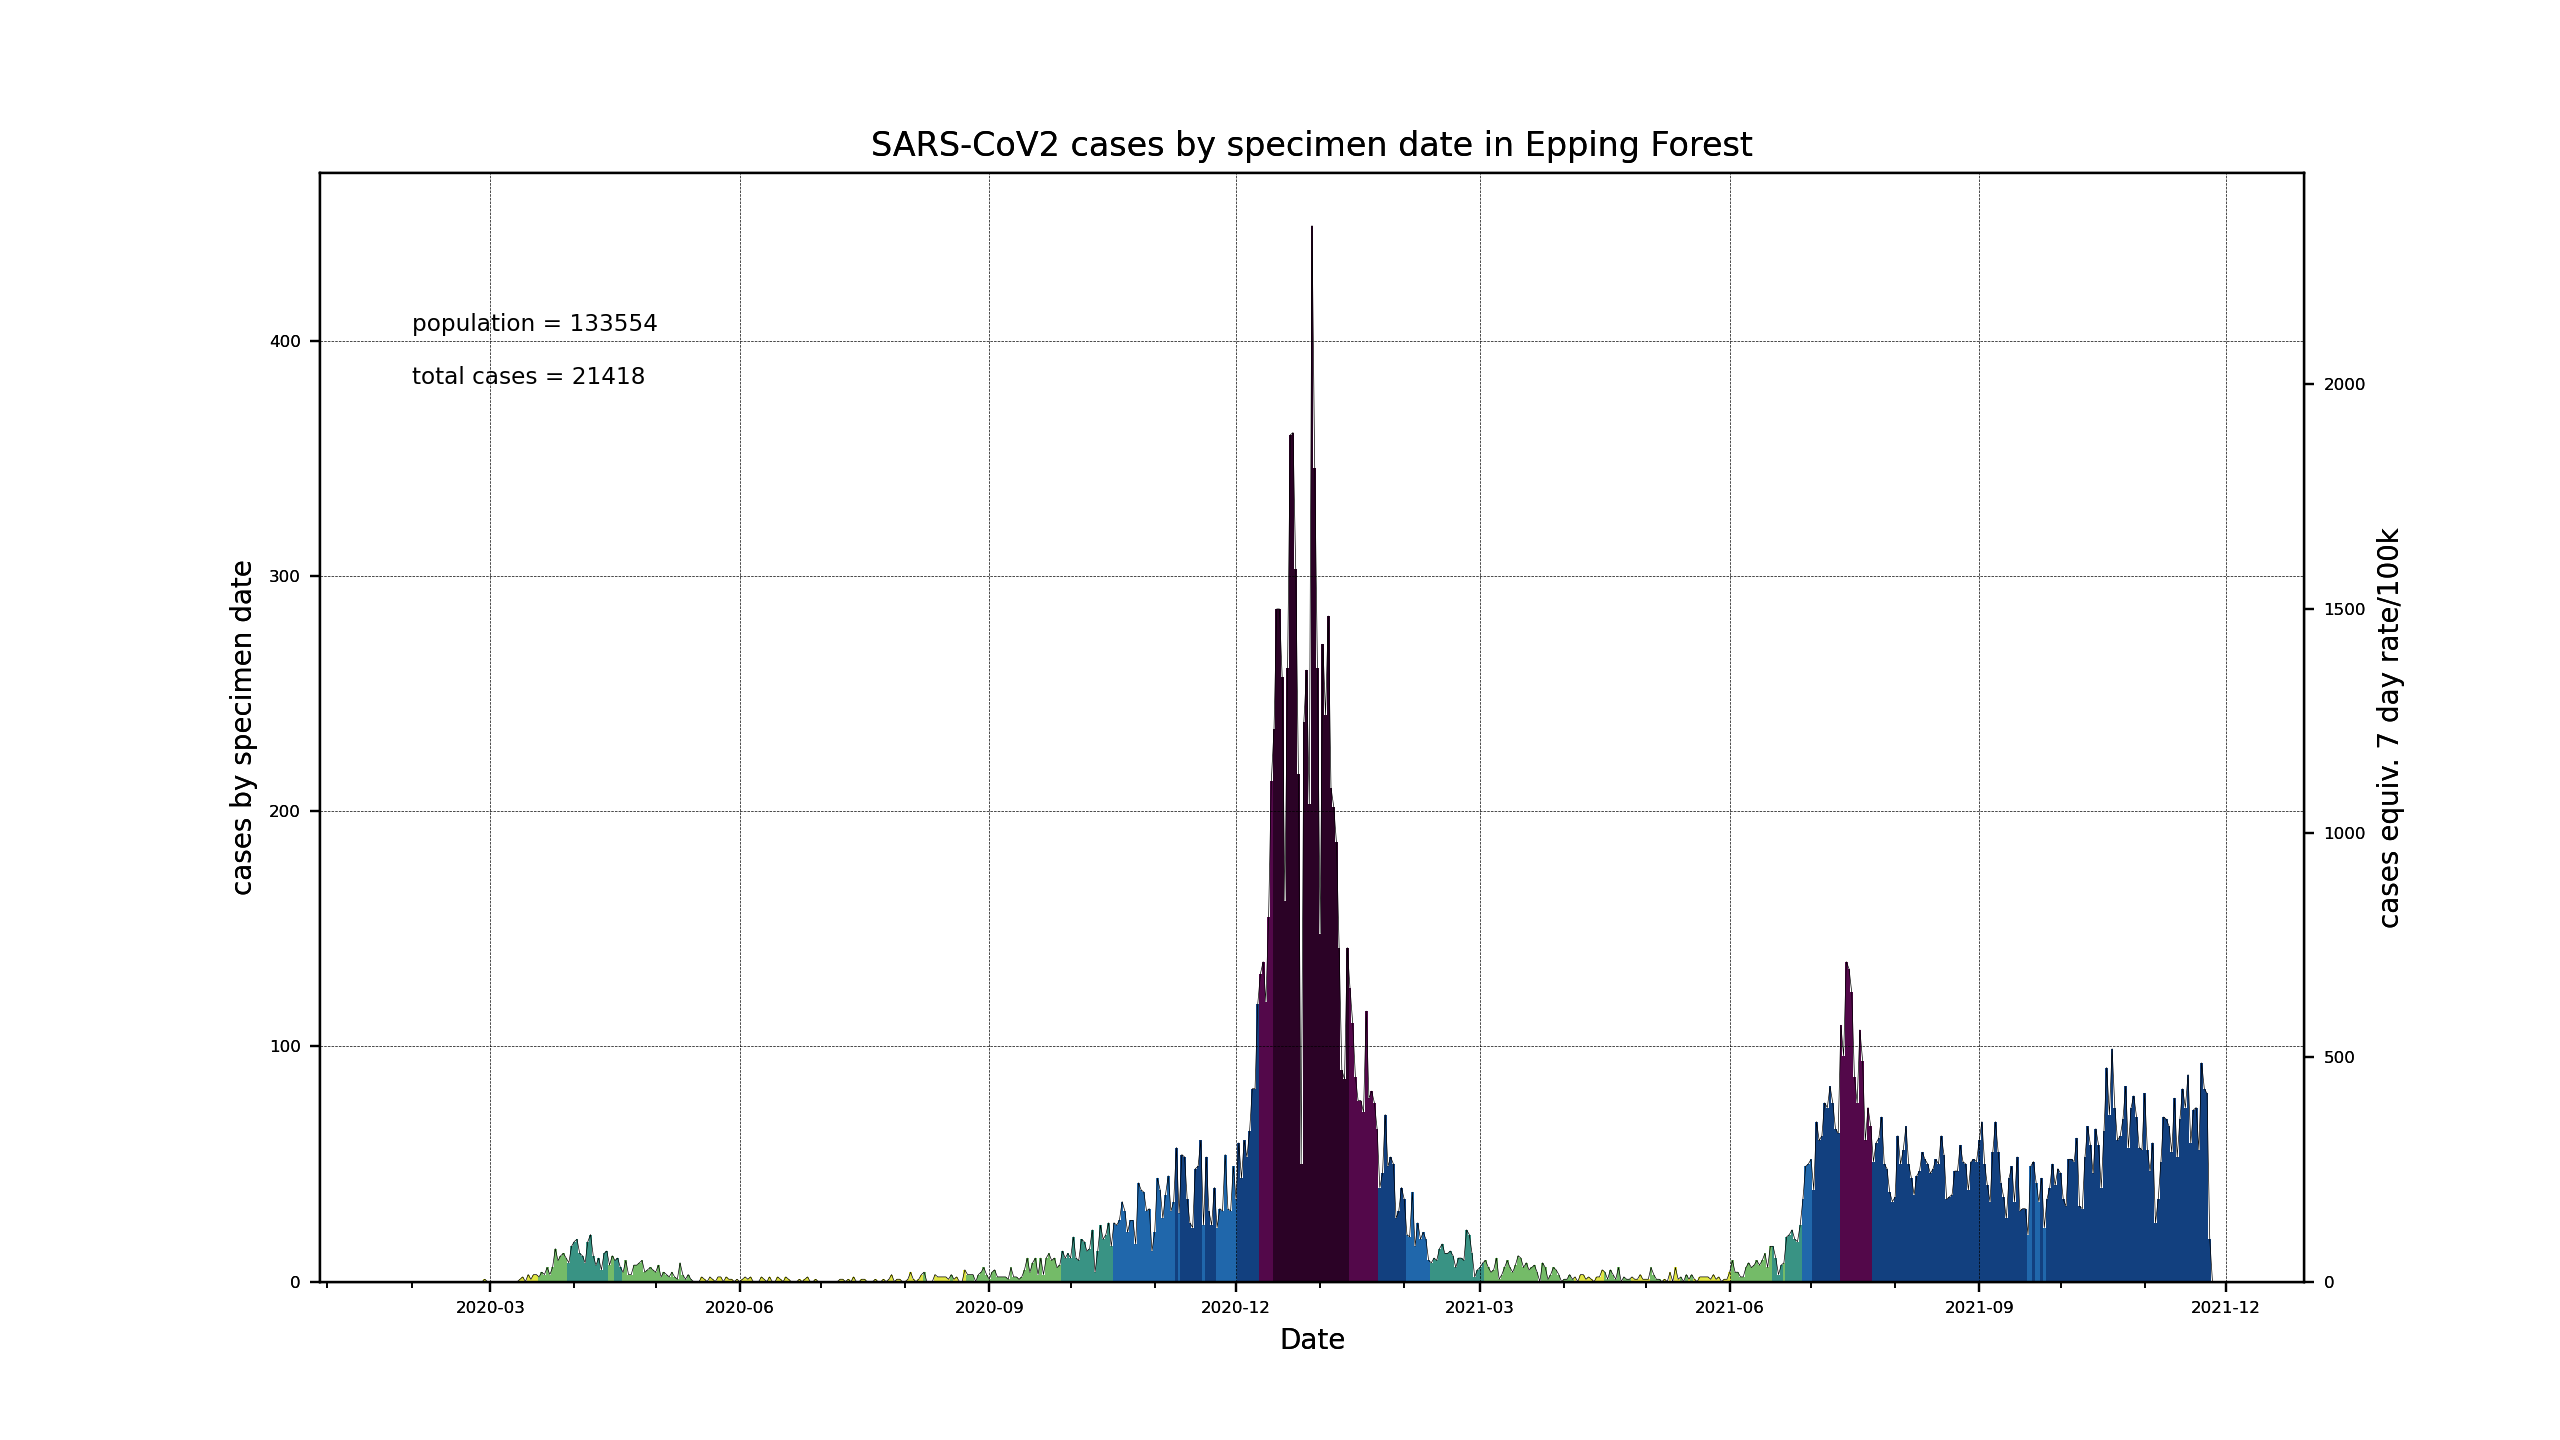 SARS-CoV2 cases by specimen date in Epping Forest
population = 133554
total cases = 21418
cases by specimen date
400
300
200
100
0
2000
1500
1000
500
0
cases equiv. 7 day rate/100k
2020-03 2020-06 2020-09 2020-12 2021-03 2021-06 2021-09 2021-12
Date